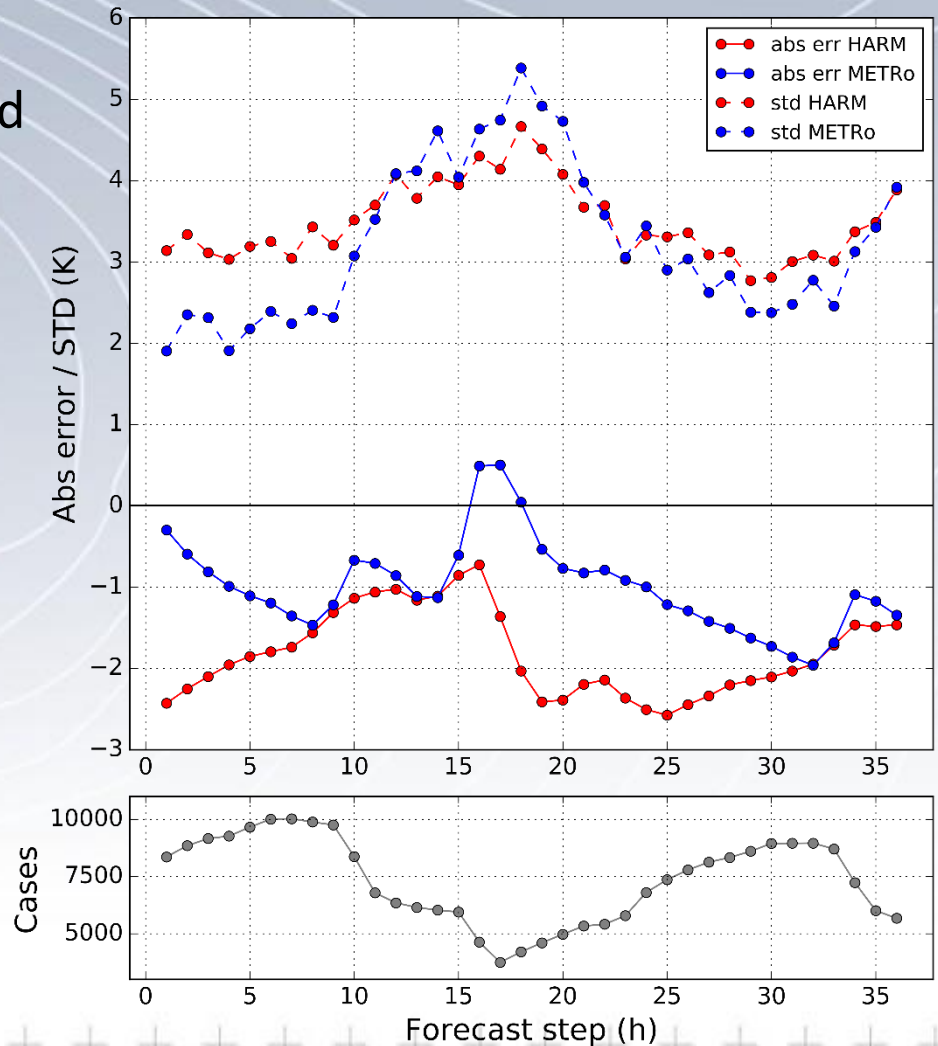 d
abs err HARM
abs err METRo
std HARM
std METRo
Abs error / STD (K)
6
5
4
3
2
1
0
−1
−2
−3
0 5 10 15 20 25 30 35
Cases
10000
7500
5000
0 5 10 15 20 25 30 35
Forecast step (h)